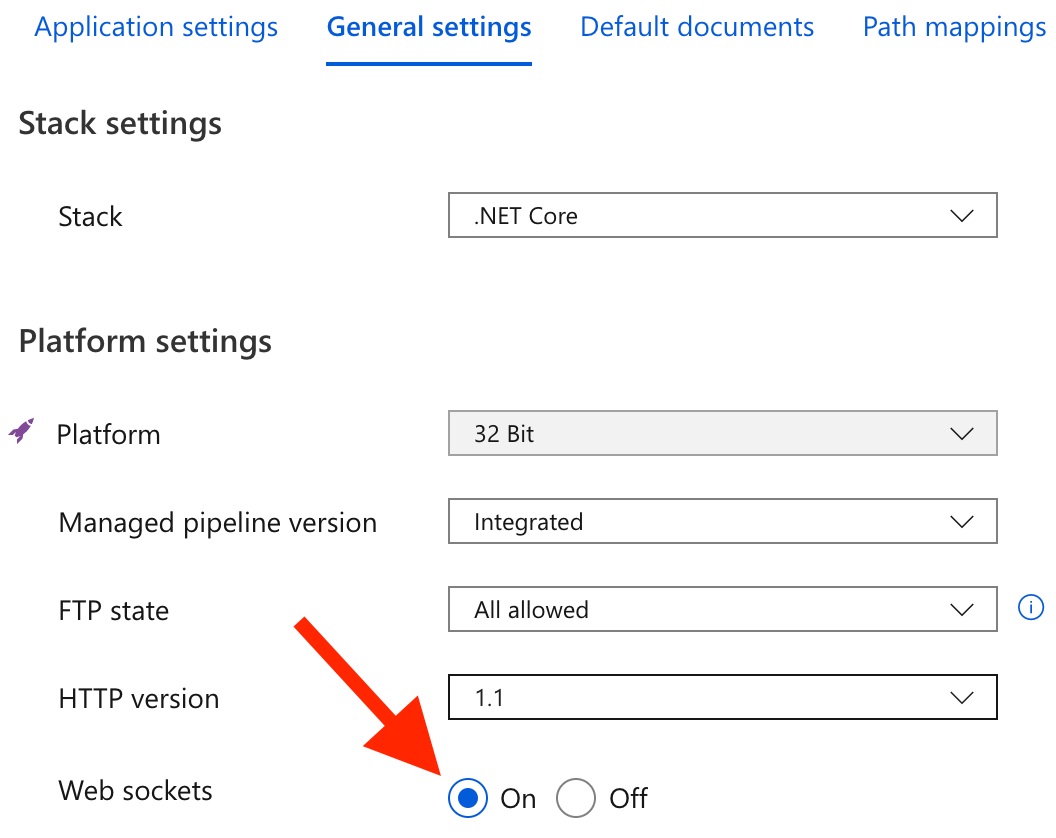 Application settings General settings Default documents Path mappings
Stack settings
Stack .NET Core
Platform settings
Platform 32 Bit
Managed pipeline version Integrated
FTP state All allowed
HTTP version 1.1
Web sockets On Off